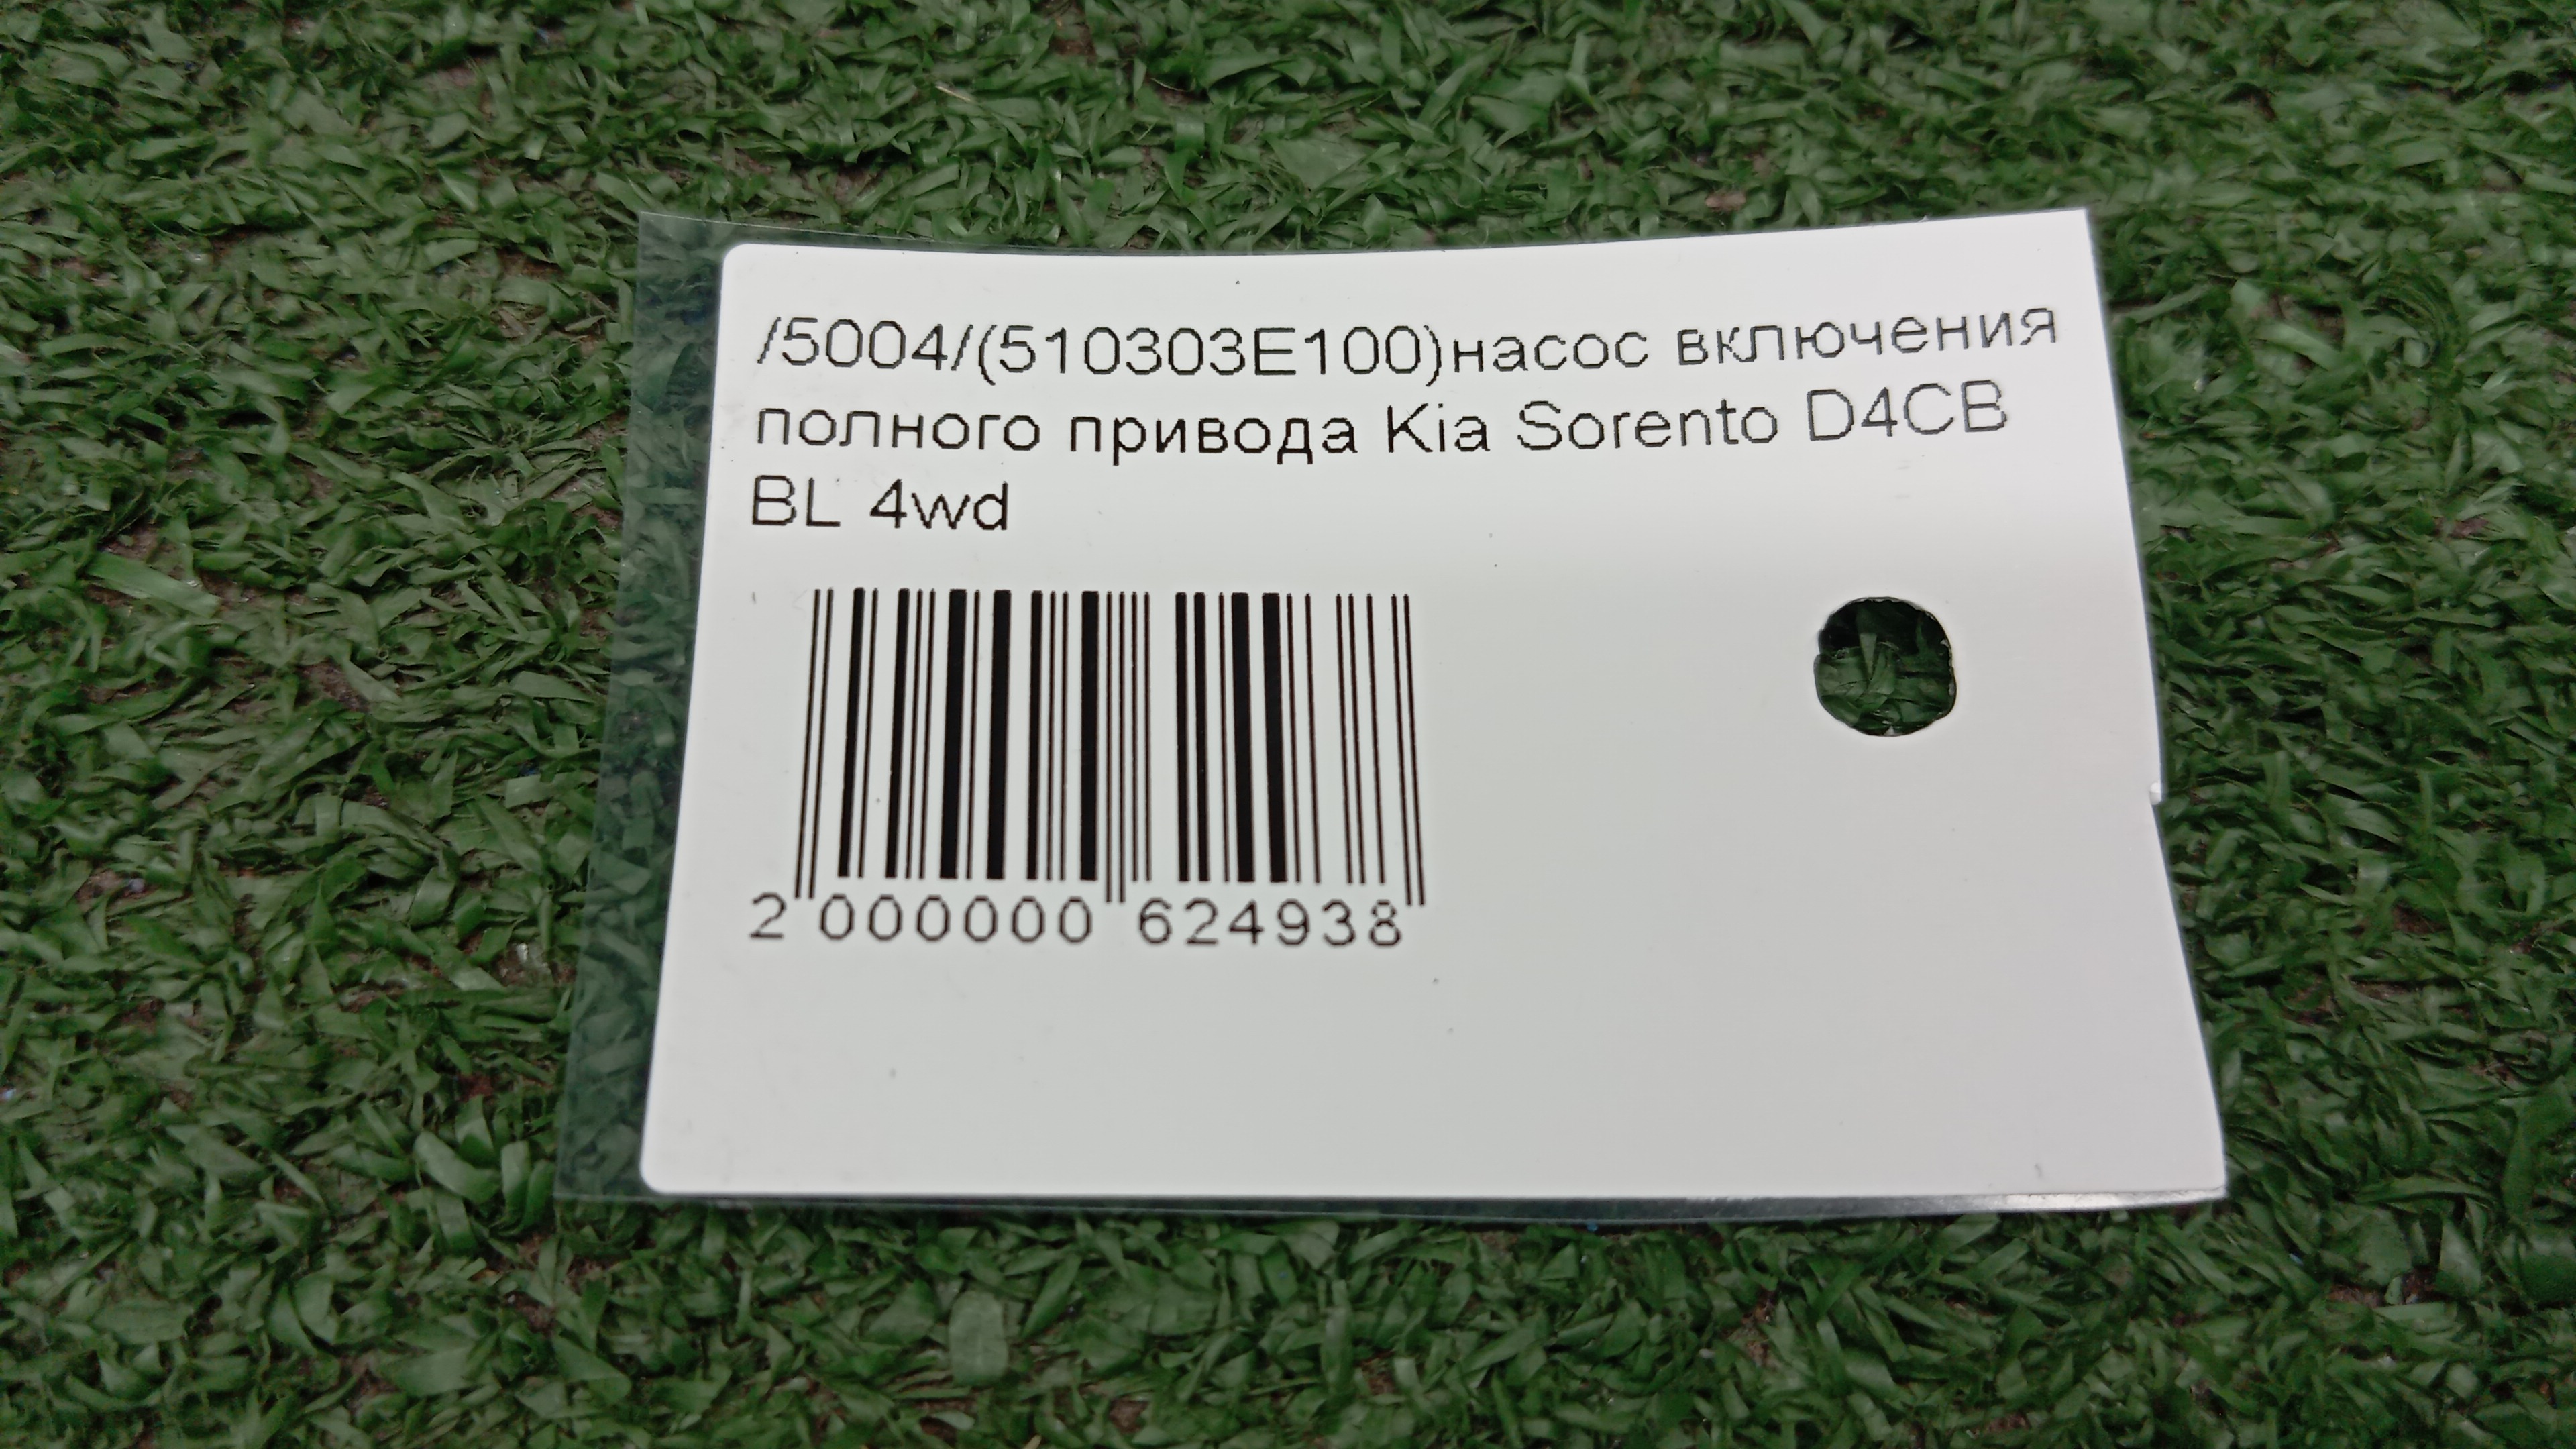 /5004/(510303E100)насос включения
полного привода Kia Sorento D4CB
BL 4wd
2 000000 624938